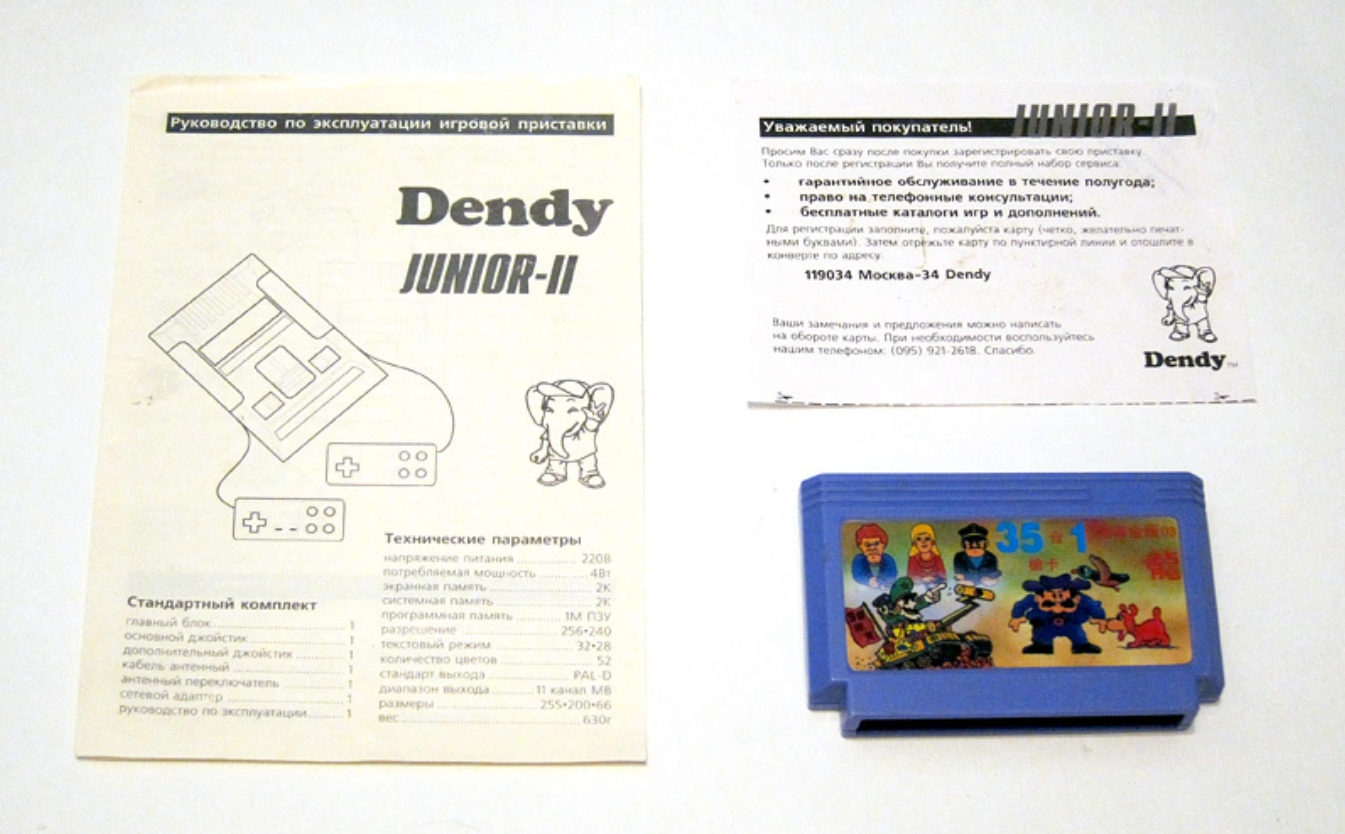 Руководство по эксплуатации игровой приставки
Dendy
JUNIOR-II
Стандартный комплект
главный блок 1
основной джойстик 1
дополнительный джойстик 1
кабель антенный 1
антенный переключатель 1
сетевой адаптер 1
руководство по эксплуатации 1
Технические параметры
напряжение питания 220В
потребляемая мощность 4Вт
экранная память 2К
системная память 2К
программная память 1М ПЗУ
разрешение 256•240
текстовый режим 32•28
количество цветов 52
стандарт выхода PAL-D
диапазон выхода 11 канал МВ
размеры 255•200•66
вес 630г
JUNIOR-II
Уважаемый покупатель!
Просим Вас сразу после покупки зарегистрировать свою приставку.
Только после регистрации Вы получите полный набор сервиса:
• гарантийное обслуживание в течение полугода;
• право на телефонные консультации;
• бесплатные каталоги игр и дополнений.
Для регистрации заполните, пожалуйста карту (четко, желательно печат-
ными буквами). Затем отрежьте карту по пунктирной линии и отошлите в
конверте по адресу:
119034 Москва-34 Dendy
Ваши замечания и предложения можно написать
на обороте карты. При необходимости воспользуйтесь
нашим телефоном: (095) 921-2618. Спасибо.
Dendy™
35 合 1
卡